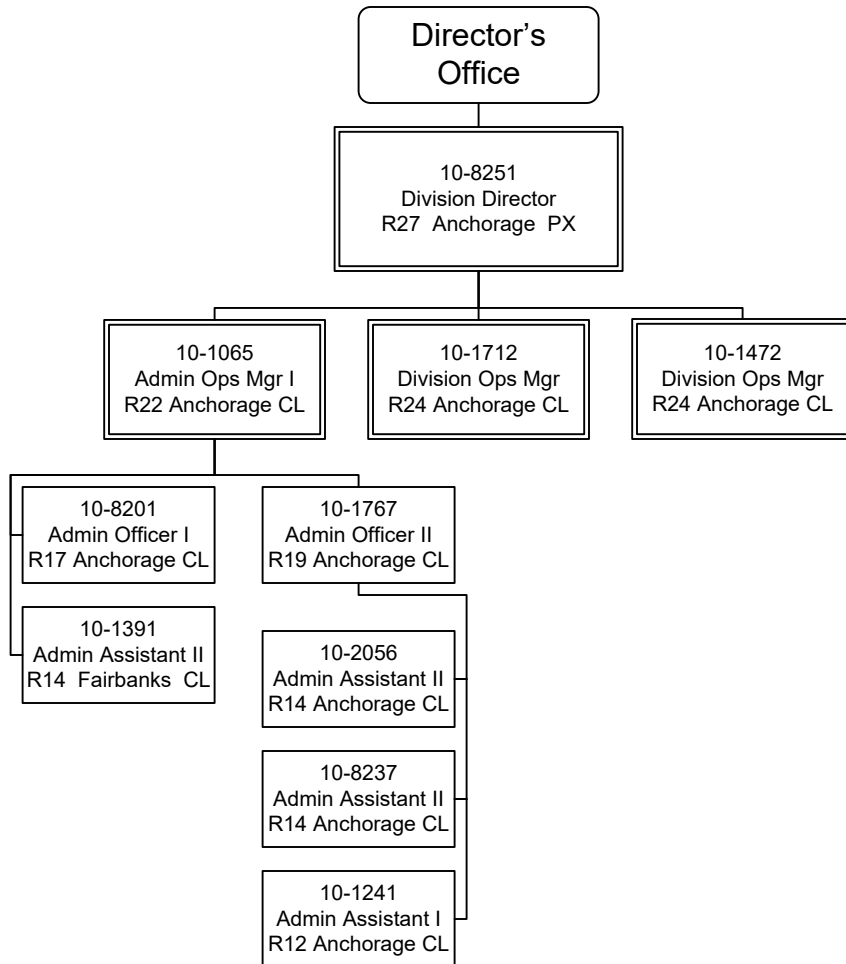 Director’s
Office
10-8251
Division Director
R27  Anchorage  PX
10-1065
Admin Ops Mgr I
R22 Anchorage CL
10-1712
Division Ops Mgr
R24 Anchorage CL
10-1472
Division Ops Mgr
R24 Anchorage CL
10-8201
Admin Officer I
R17 Anchorage CL
10-1767
Admin Officer II
R19 Anchorage CL
10-1391
Admin Assistant II
R14  Fairbanks  CL
10-2056
Admin Assistant II
R14 Anchorage CL
10-8237
Admin Assistant II
R14 Anchorage CL
10-1241
Admin Assistant I
R12 Anchorage CL